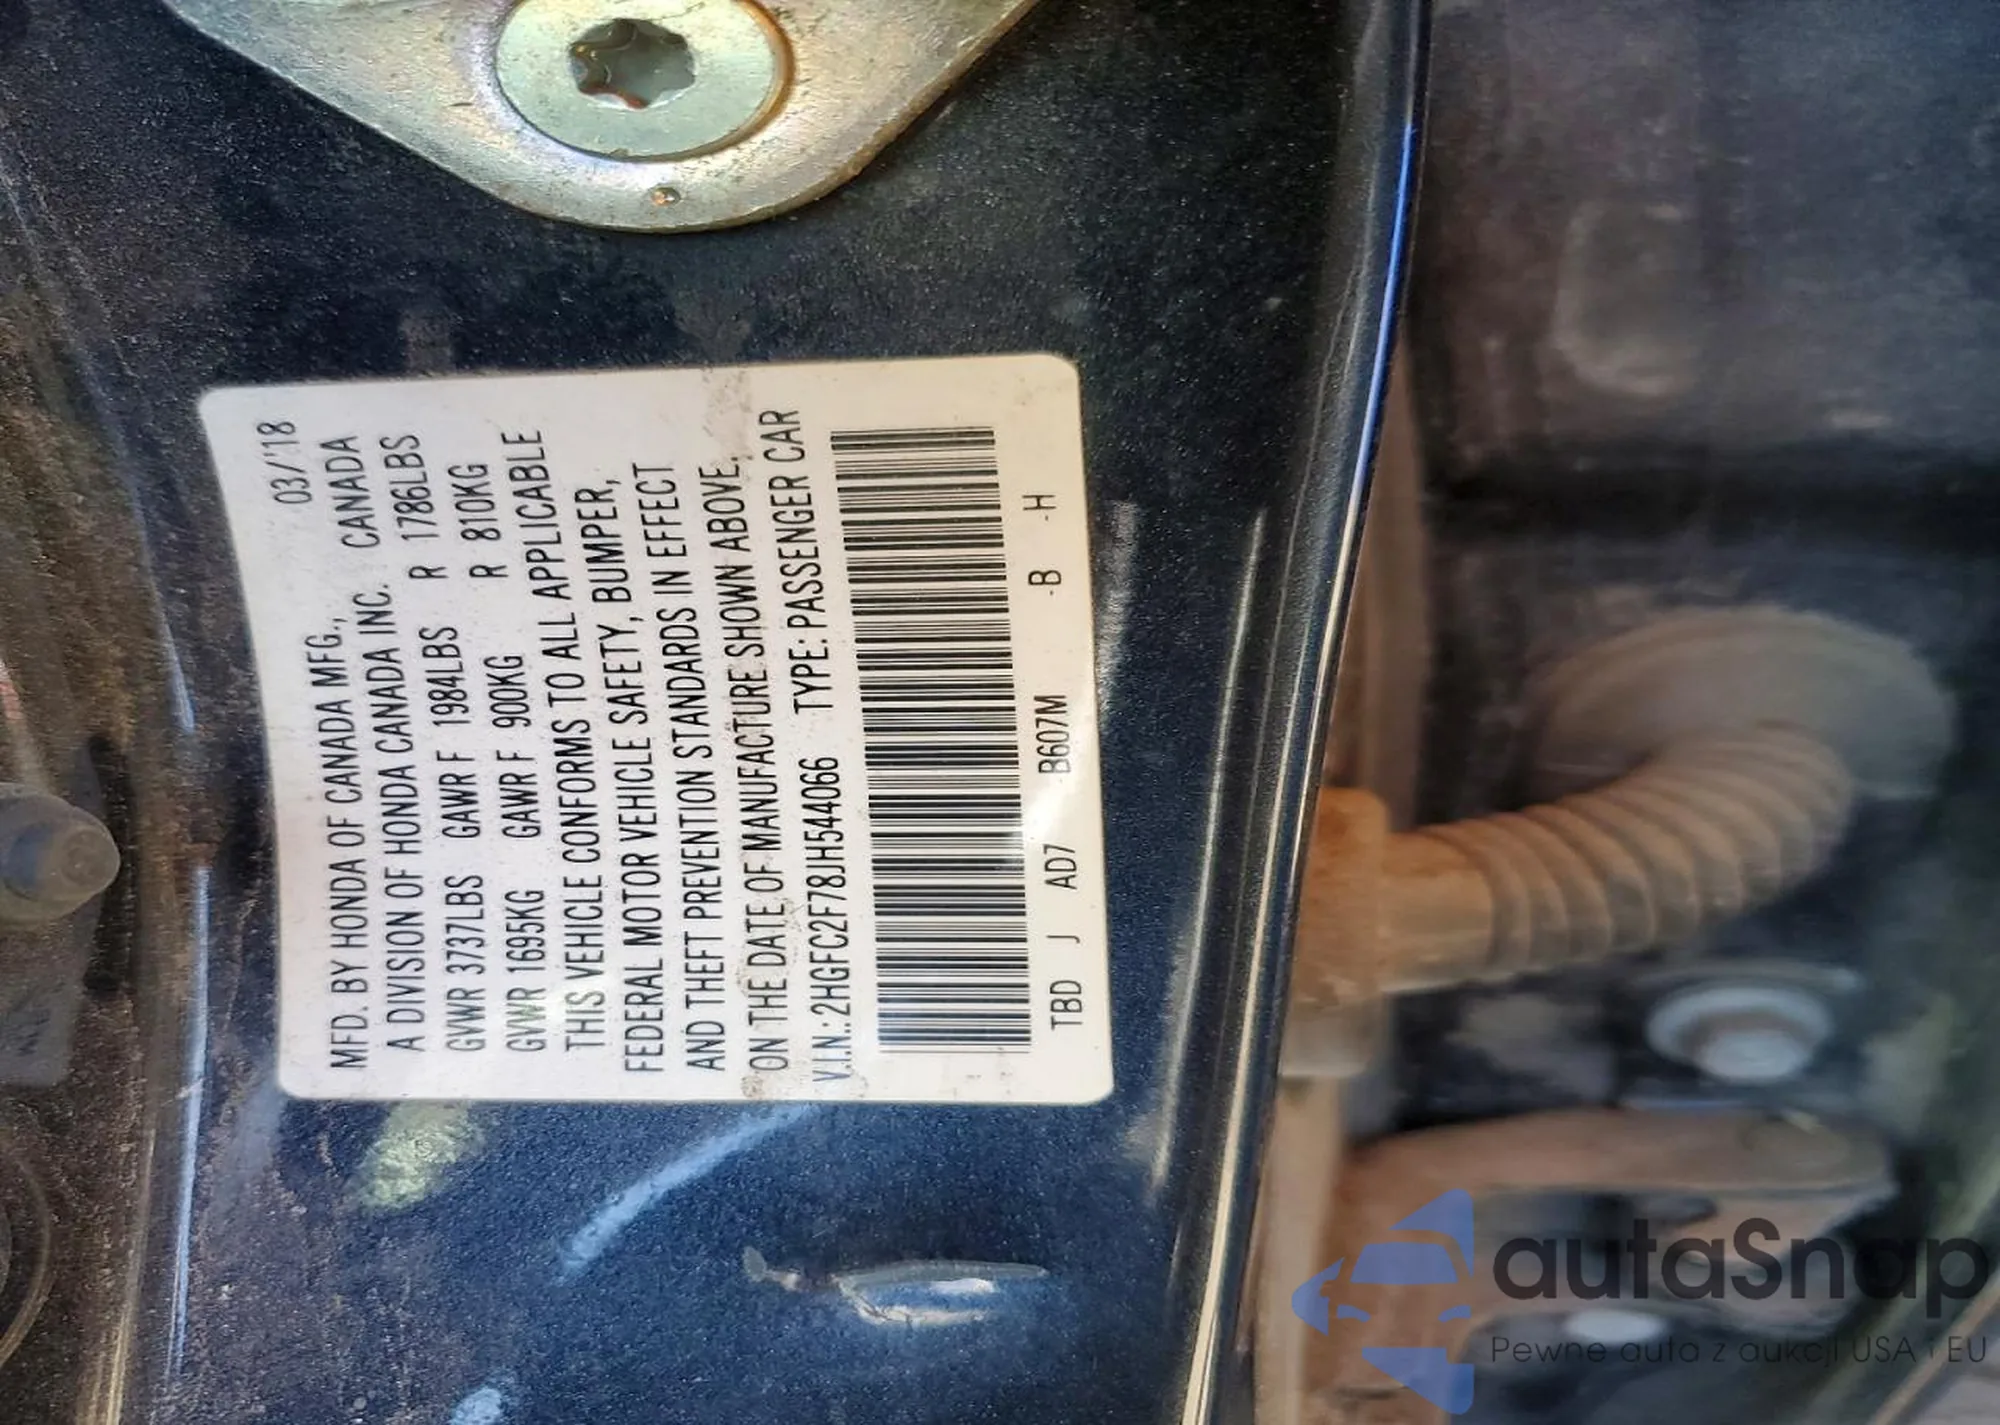 03/'18
MFD. BY HONDA OF CANADA MFG., CANADA
A DIVISION OF HONDA CANADA INC.
GVWR 3737LBS GAWR F 1984LBS R 1786LBS
GVWR 1695KG GAWR F 900KG R 810KG
THIS VEHICLE CONFORMS TO ALL APPLICABLE
FEDERAL MOTOR VEHICLE SAFETY, BUMPER,
AND THEFT PREVENTION STANDARDS IN EFFECT
ON THE DATE OF MANUFACTURE SHOWN ABOVE.
V.I.N.: 2HGFC2F78JH544066 TYPE: PASSENGER CAR
TBD J AD7 B607M -B -H
autaSnap
Pewne auta z aukcji USA i EU